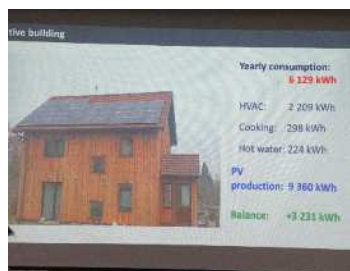 tive building
Yearly consumption:
6 129 kWh
HVAC: 2 209 kWh
Cooking: 298 kWh
Hot water: 224 kWh
PV
production: 9 360 kWh
Balance: +3 231 kWh